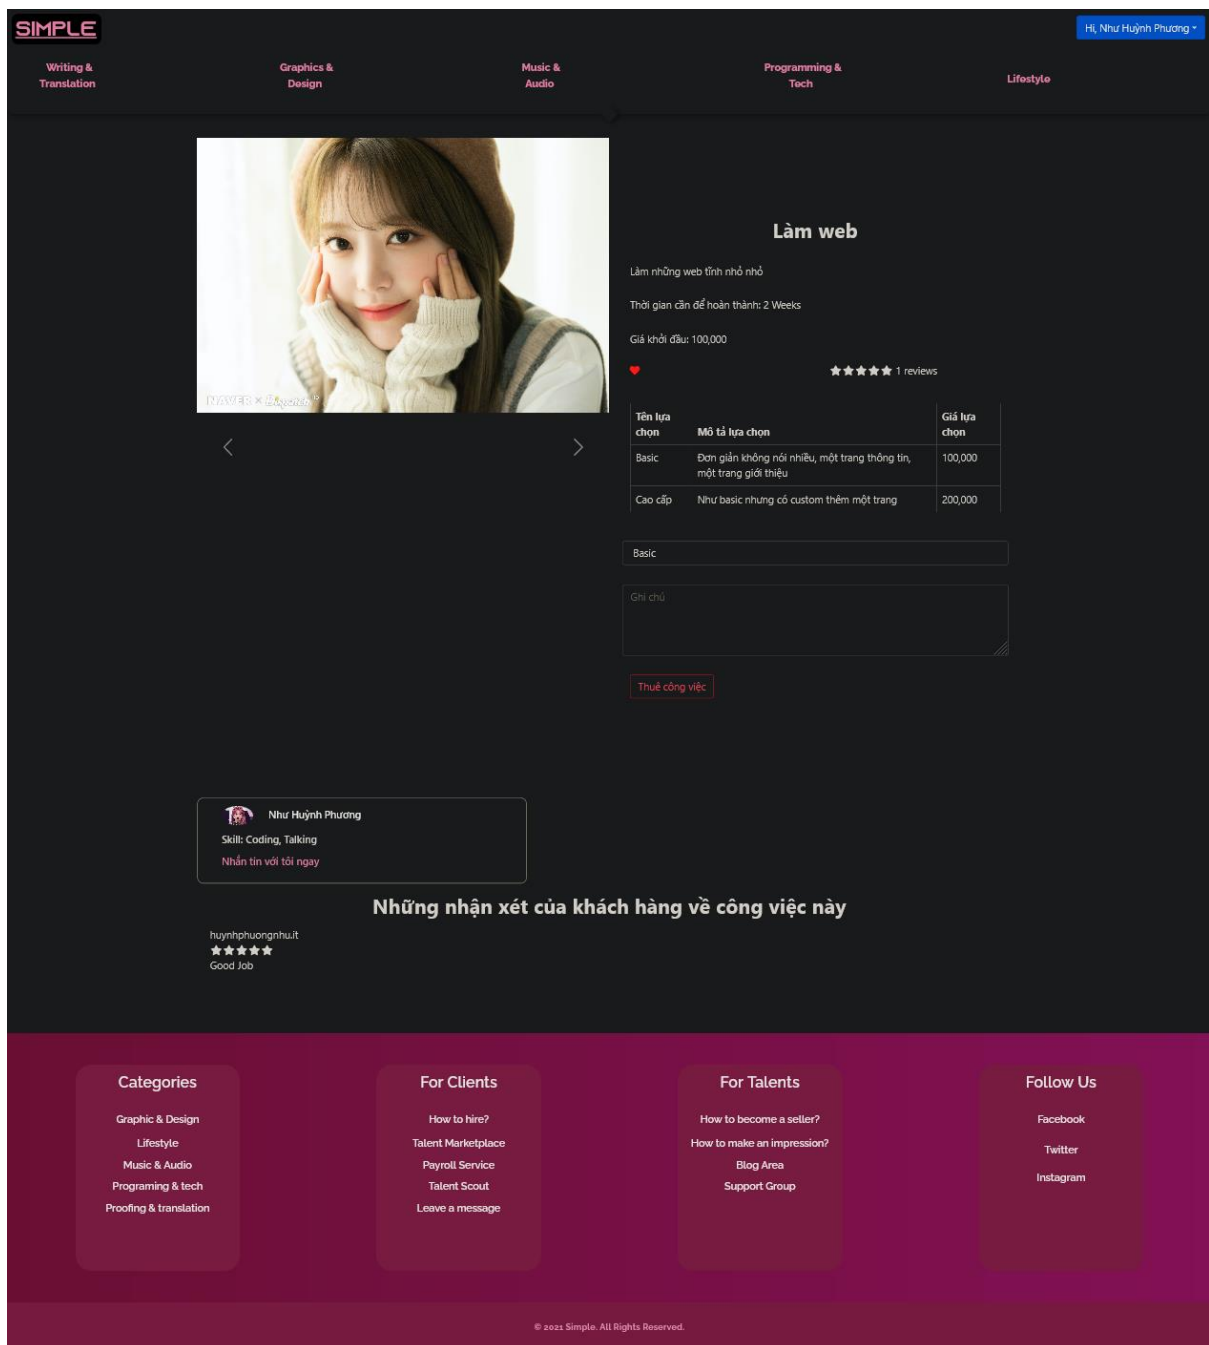 SIMPLE
Hi, Như Huỳnh Phương
Writing &
Translation
Graphics &
Design
Music &
Audio
Programming &
Tech
Lifestyle
NAVER ×
Làm web
Làm những web tĩnh nhỏ nhỏ
Thời gian cần để hoàn thành: 2 Weeks
Giá khởi đầu: 100,000
1 reviews
Tên lựa
chọn
Mô tả lựa chọn
Giá lựa
chọn
Basic
Đơn giản không nói nhiều, một trang thông tin,
một trang giới thiệu
100,000
Cao cấp
Như basic nhưng có custom thêm một trang
200,000
Basic
Ghi chú
Thuê công việc
Như Huỳnh Phương
Skill: Coding, Talking
Nhắn tin với tôi ngay
Những nhận xét của khách hàng về công việc này
huynhphuongnhu.it
Good Job
Categories
Graphic & Design
Lifestyle
Music & Audio
Programing & tech
Proofing & translation
For Clients
How to hire?
Talent Marketplace
Payroll Service
Talent Scout
Leave a message
For Talents
How to become a seller?
How to make an impression?
Blog Area
Support Group
Follow Us
Facebook
Twitter
Instagram
© 2021 Simple. All Rights Reserved.